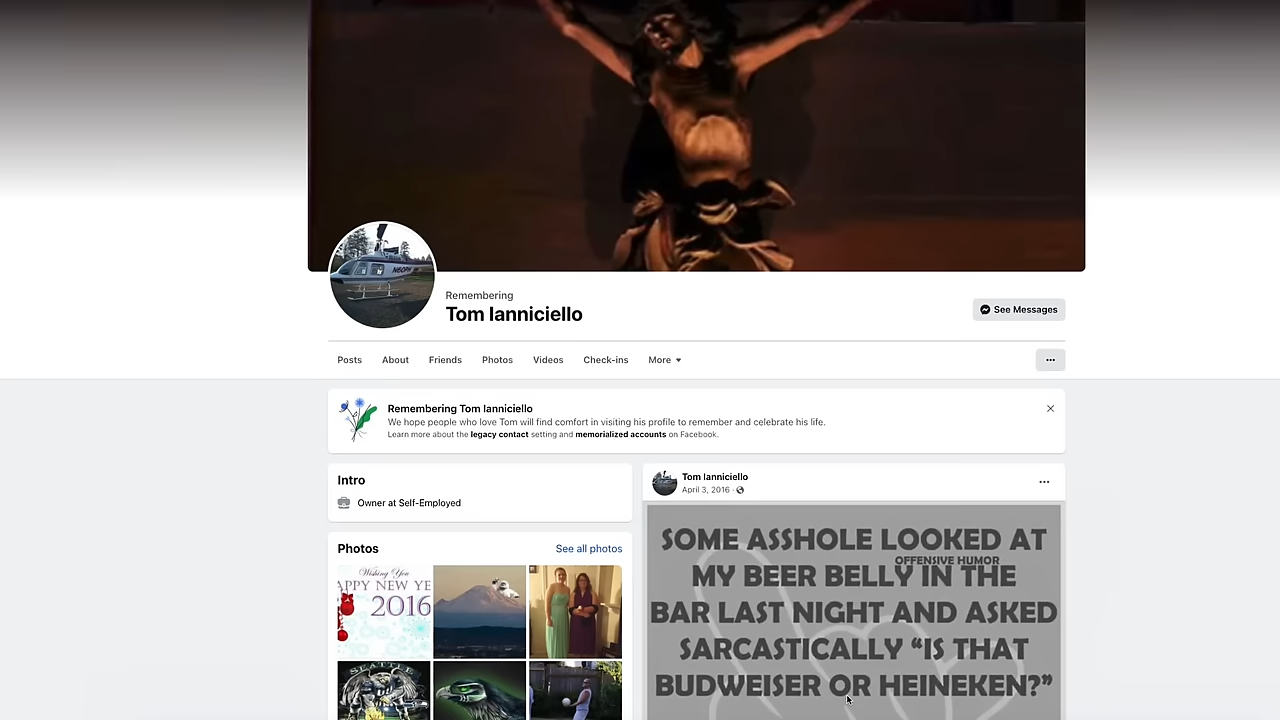 Remembering
Tom Ianniciello
See Messages
Posts
About
Friends
Photos
Videos
Check-ins
More
Remembering Tom Ianniciello
We hope people who love Tom will find comfort in visiting his profile to remember and celebrate his life.
Learn more about the legacy contact setting and memorialized accounts on Facebook.
Intro
Owner at Self-Employed
Photos
See all photos
Wishing You
APPY NEW YE
2016
SEATTLE
Tom Ianniciello
April 3, 2016 ·
SOME ASSHOLE LOOKED AT
OFFENSIVE HUMOR
MY BEER BELLY IN THE
BAR LAST NIGHT AND ASKED
SARCASTICALLY “IS THAT
BUDWEISER OR HEINEKEN?”